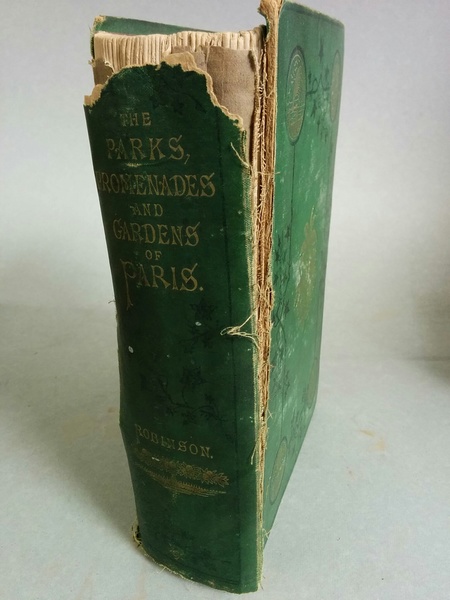 THE
PARKS,
PROMENADES
AND
GARDENS
OF
PARIS.
ROBINSON.